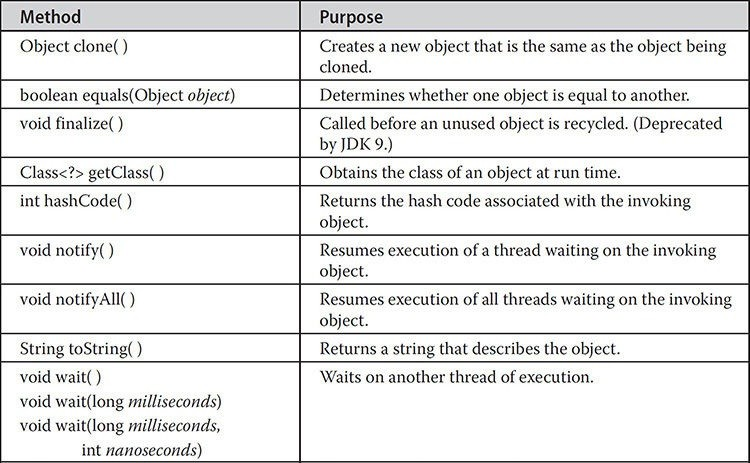 Method Purpose
Object clone( ) Creates a new object that is the same as the object being
cloned.
boolean equals(Object object) Determines whether one object is equal to another.
void finalize( ) Called before an unused object is recycled. (Deprecated
by JDK 9.)
Class<?> getClass( ) Obtains the class of an object at run time.
int hashCode( ) Returns the hash code associated with the invoking
object.
void notify( ) Resumes execution of a thread waiting on the invoking
object.
void notifyAll( ) Resumes execution of all threads waiting on the invoking
object.
String toString( ) Returns a string that describes the object.
void wait( ) Waits on another thread of execution.
void wait(long milliseconds)
void wait(long milliseconds,
int nanoseconds)